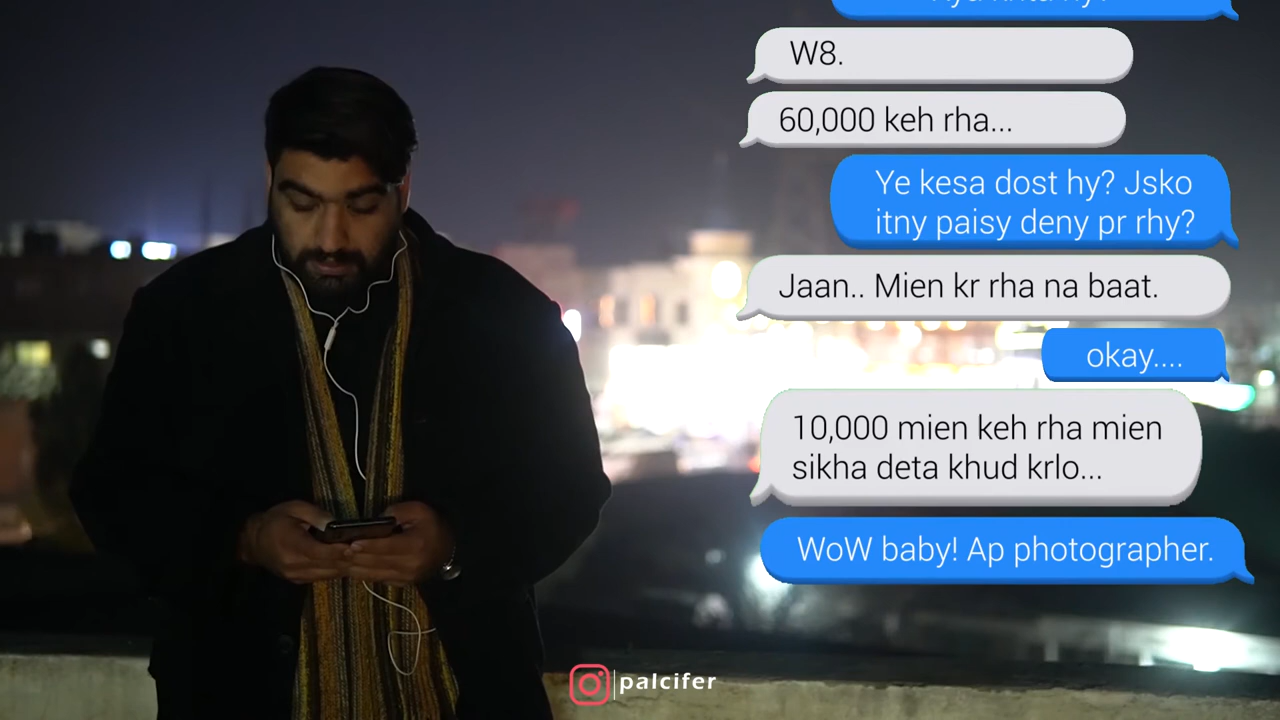 W8.
60,000 keh rha...
Ye kesa dost hy? Jsko
itny paisy deny pr rhy?
Jaan.. Mien kr rha na baat.
okay....
10,000 mien keh rha mien
sikha deta khud krlo...
WoW baby! Ap photographer.
palcifer